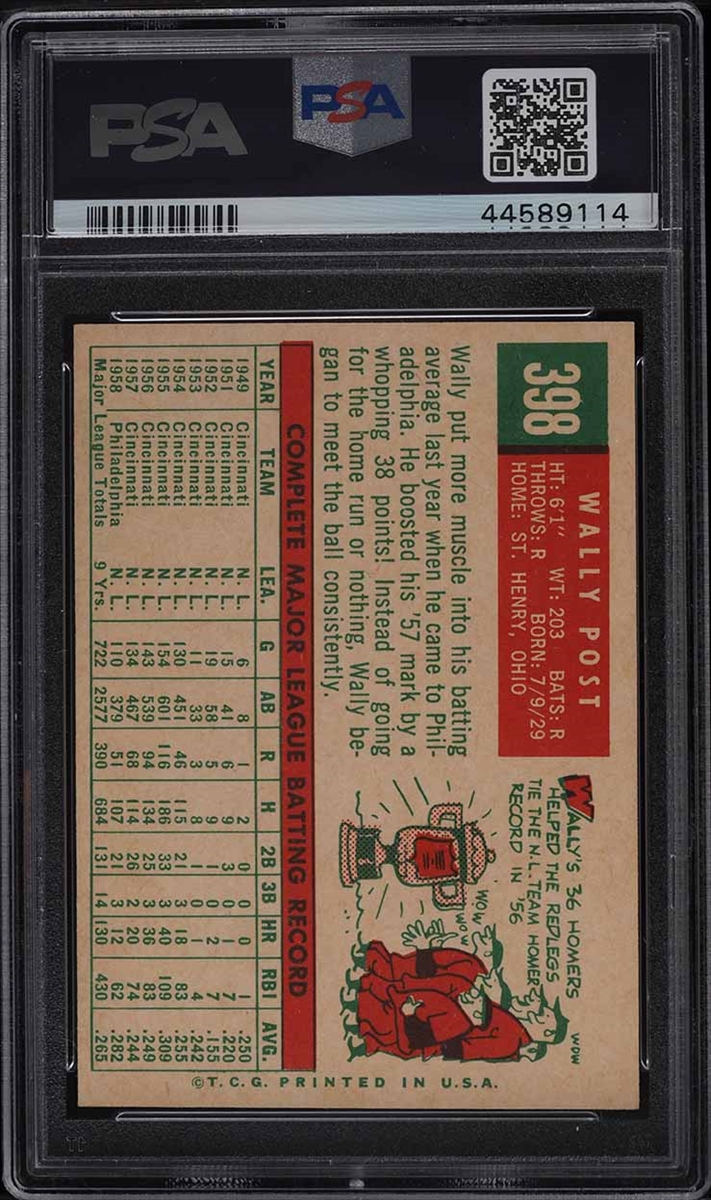 PSA
PSA
44589114
398
WALLY POST
HT: 6'1" WT: 203 BATS: R
THROWS: R BORN: 7/9/29
HOME: ST. HENRY, OHIO
WALLY'S 36 HOMERS
HELPED THE REDLEGS
TIE THE N.L. TEAM HOMER
RECORD IN '56
WOW
WOW
WOW
Wally put more muscle into his batting
average last year when he came to Phil-
adelphia. He boosted his '57 mark by a
whopping 38 points! Instead of going
for the home run or nothing, Wally be-
gan to meet the ball consistently.
COMPLETE MAJOR LEAGUE BATTING RECORD
YEAR TEAM LEA. G AB R H 2B 3B HR RBI AVG.
1949 Cincinnati N. L. 6 8 1 2 0 0 0 1 .250
1951 Cincinnati N. L. 15 41 6 9 3 0 1 7 .220
1952 Cincinnati N. L. 19 58 5 9 1 0 2 7 .155
1953 Cincinnati N. L. 11 33 3 8 1 0 1 4 .242
1954 Cincinnati N. L. 130 451 46 115 21 3 18 83 .255
1955 Cincinnati N. L. 154 601 116 186 33 3 40 109 .309
1956 Cincinnati N. L. 143 539 94 134 25 3 36 83 .249
1957 Cincinnati N. L. 134 467 68 114 26 2 20 74 .244
1958 Philadelphia N. L. 110 379 51 107 21 3 12 62 .282
Major League Totals 9 Yrs. 722 2577 390 684 131 14 130 430 .265
©T.C.G. PRINTED IN U.S.A.